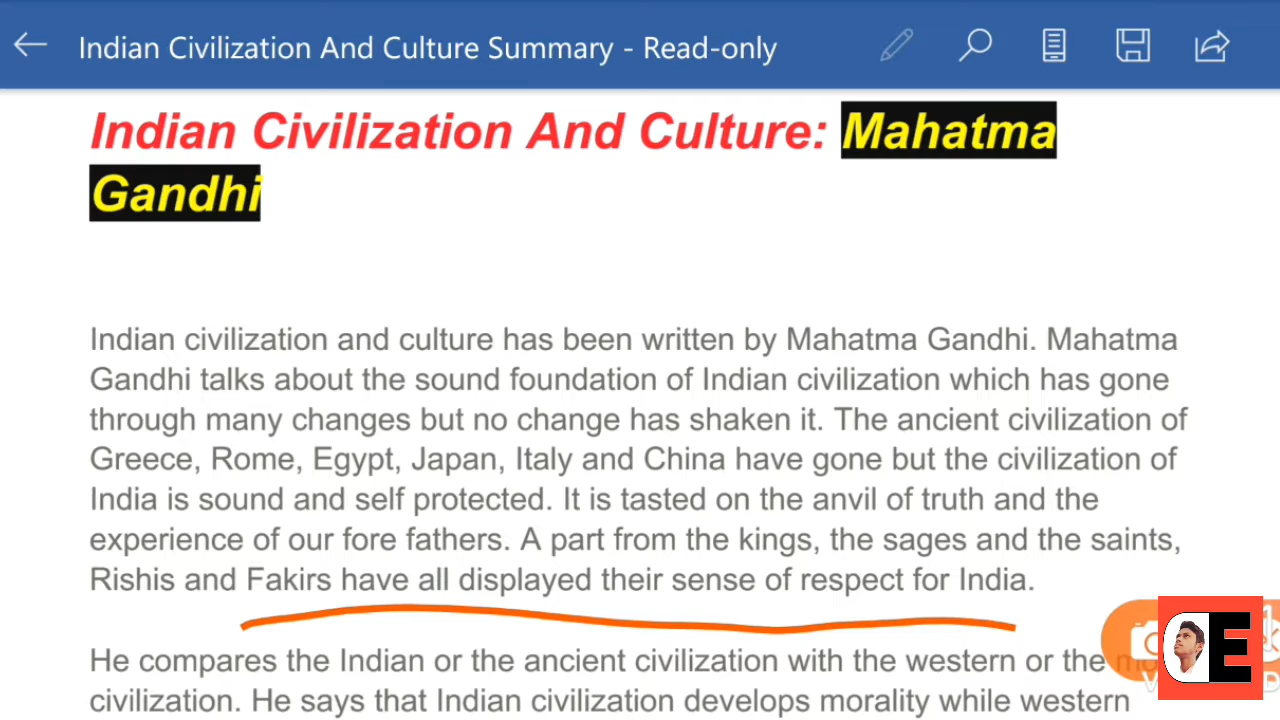 Indian Civilization And Culture Summary - Read-only
Indian Civilization And Culture: Mahatma
Gandhi
Indian civilization and culture has been written by Mahatma Gandhi. Mahatma
Gandhi talks about the sound foundation of Indian civilization which has gone
through many changes but no change has shaken it. The ancient civilization of
Greece, Rome, Egypt, Japan, Italy and China have gone but the civilization of
India is sound and self protected. It is tasted on the anvil of truth and the
experience of our fore fathers. A part from the kings, the sages and the saints,
Rishis and Fakirs have all displayed their sense of respect for India.
He compares the Indian or the ancient civilization with the western or the
civilization. He says that Indian civilization develops morality while western
E